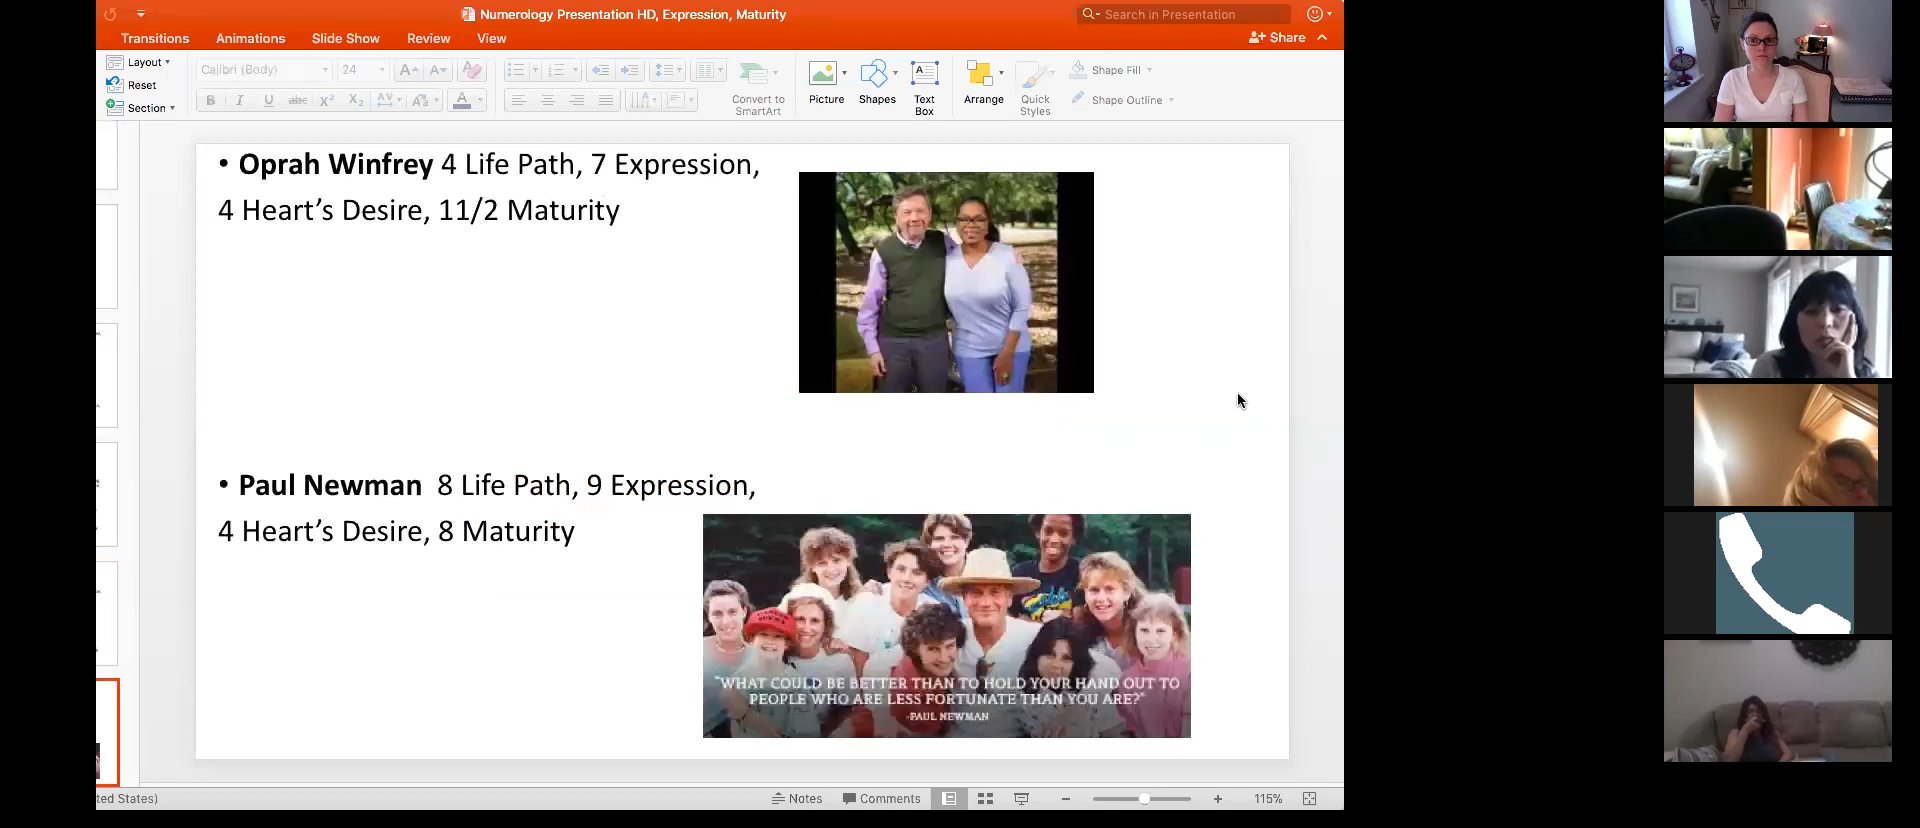 Numerology Presentation HD, Expression, Maturity
Search in Presentation
Transitions Animations Slide Show Review View
Share
Layout
Reset
Section
Calibri (Body) 24
Convert to SmartArt
Picture
Shapes
Text Box
Arrange
Quick Styles
Shape Fill
Shape Outline
• Oprah Winfrey 4 Life Path, 7 Expression,
4 Heart’s Desire, 11/2 Maturity
• Paul Newman 8 Life Path, 9 Expression,
4 Heart’s Desire, 8 Maturity
"WHAT COULD BE BETTER THAN TO HOLD YOUR HAND OUT TO
PEOPLE WHO ARE LESS FORTUNATE THAN YOU ARE?"
-PAUL NEWMAN
ted States) Notes Comments 115%